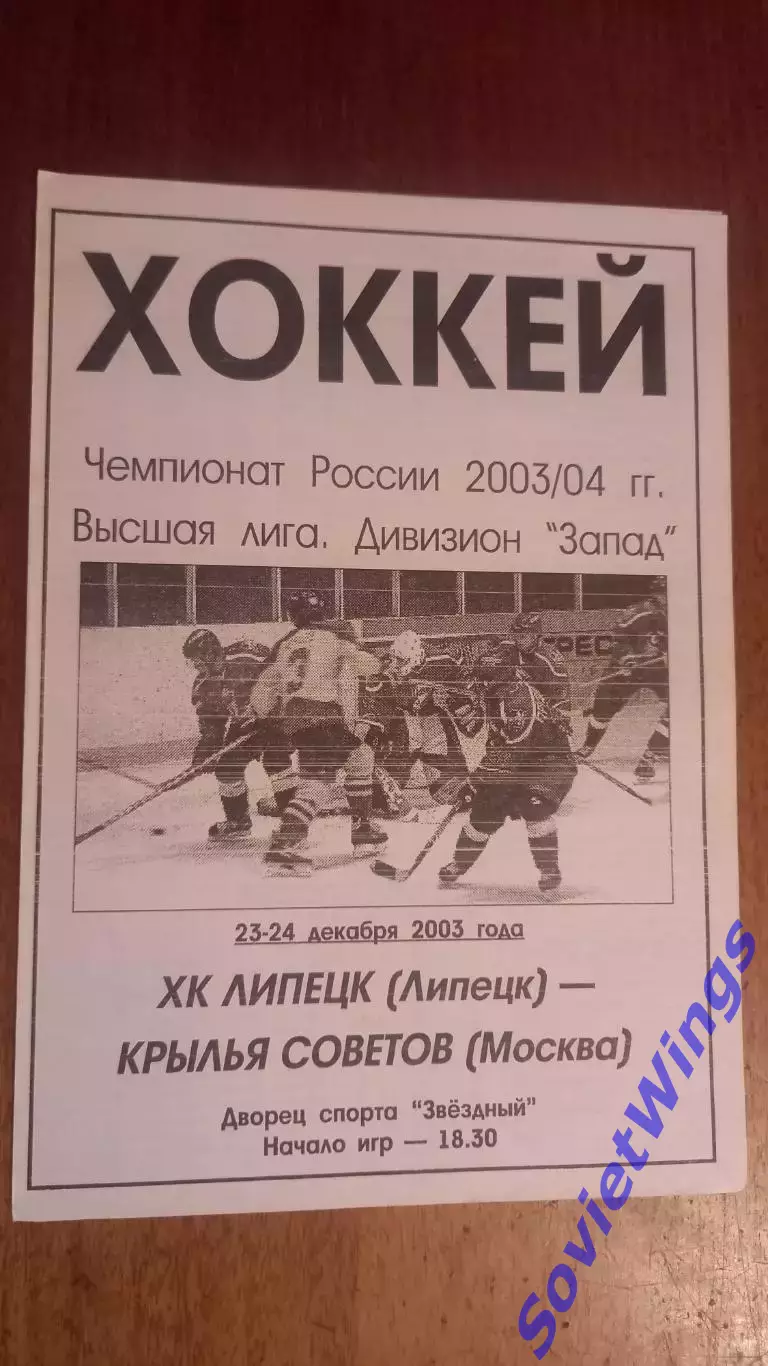 ХОККЕЙ
Чемпионат России 2003/04 гг.
Высшая лига. Дивизион "Запад"
РЕС
23-24 декабря 2003 года
ХК ЛИПЕЦК (Липецк) —
КРЫЛЬЯ СОВЕТОВ (Москва)
Дворец спорта "Звёздный"
Начало игр — 18.30
SovietWings